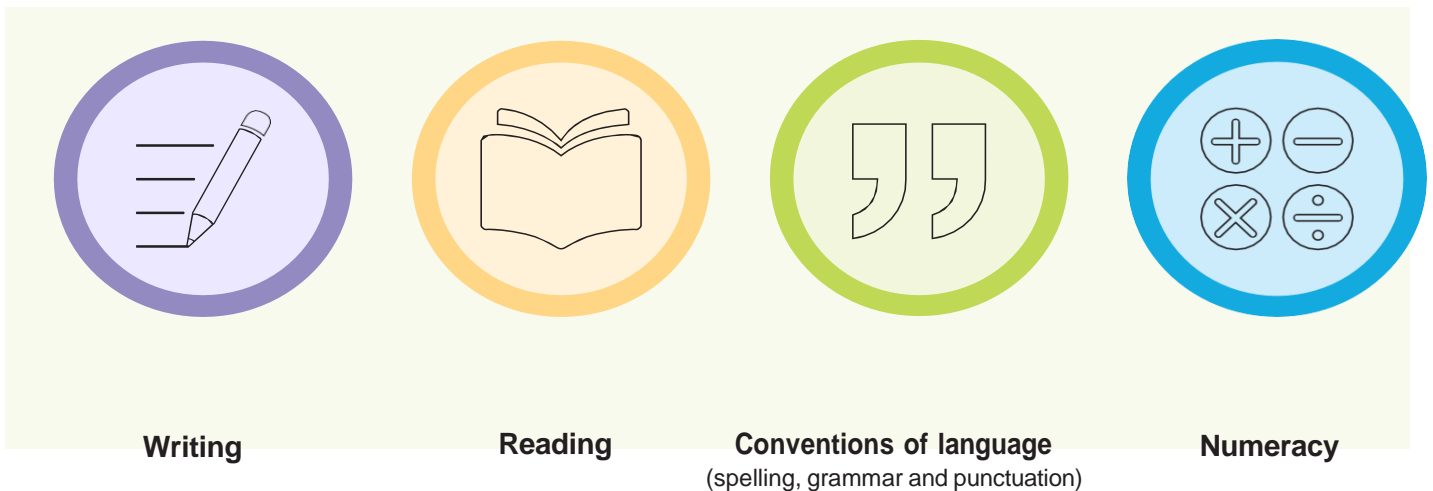 Writing
Reading
Conventions of language
(spelling, grammar and punctuation)
Numeracy